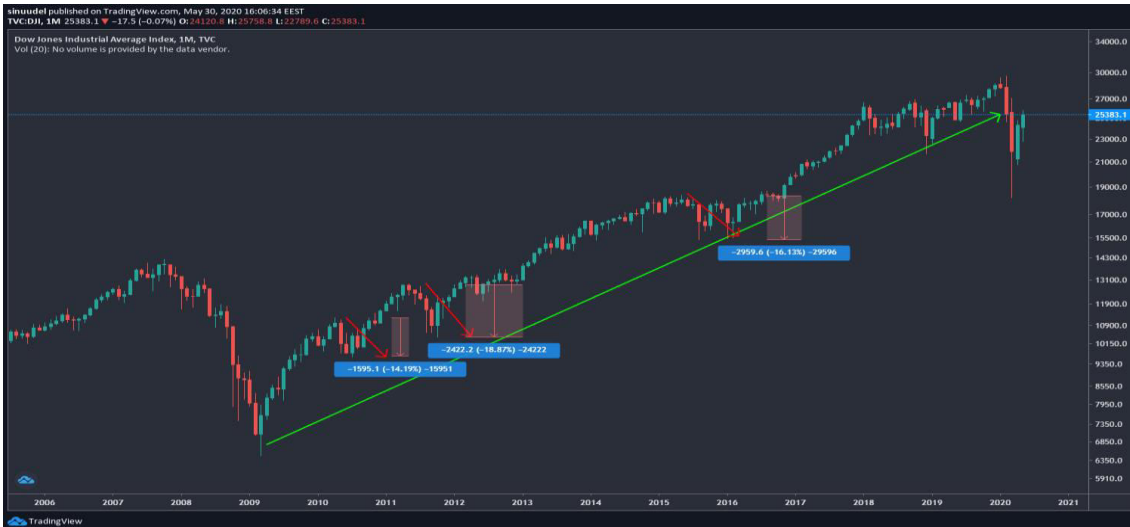 sinuudel published on TradingView.com, May 30, 2020 16:06:34 EEST
TVC:DJI, 1M 25383.1 ▼ −17.5 (−0.07%) O:24120.8 H:25758.8 L:22789.6 C:25383.1
Dow Jones Industrial Average Index, 1M, TVC
Vol (20): No volume is provided by the data vendor.
34000.0
30000.0
27000.0
25383.1
23000.0
21000.0
19000.0
17000.0
15500.0
−2959.6 (−16.13%) −29596
14300.0
13100.0
11900.0
10900.0
10150.0
−2422.2 (−18.87%) −24222
9350.0
−1595.1 (−14.19%) −15951
8550.0
7950.0
7350.0
6850.0
6350.0
5910.0
2006 2007 2008 2009 2010 2011 2012 2013 2014 2015 2016 2017 2018 2019 2020 2021
TradingView